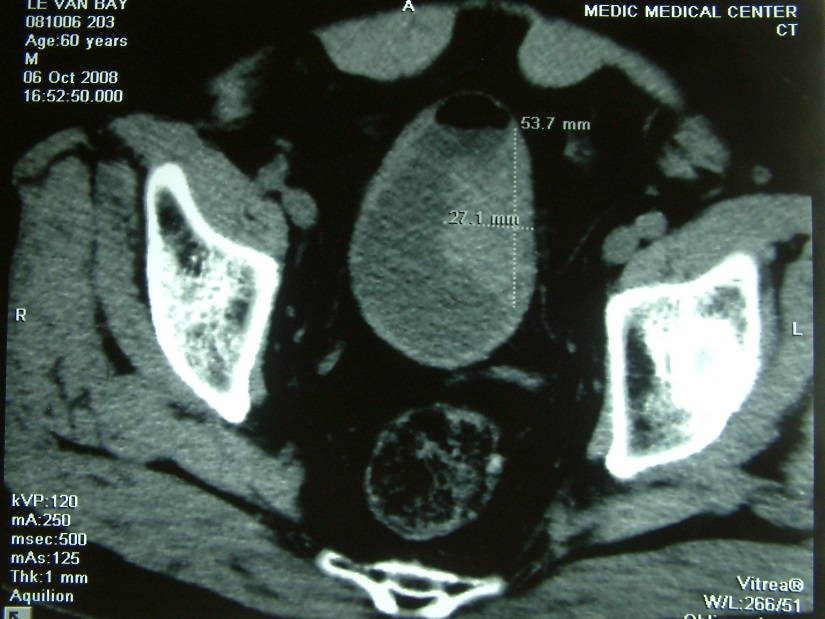 LE VAN BAY
081006 203
Age:60 years
M
06 Oct 2008
16:52:50.000
A
MEDIC MEDICAL CENTER
CT
53.7 mm
27.1 mm
R
L
kVP:120
mA:250
msec:500
mAs:125
Thk:1 mm
Aquilion
Vitrea®
W/L:266/51